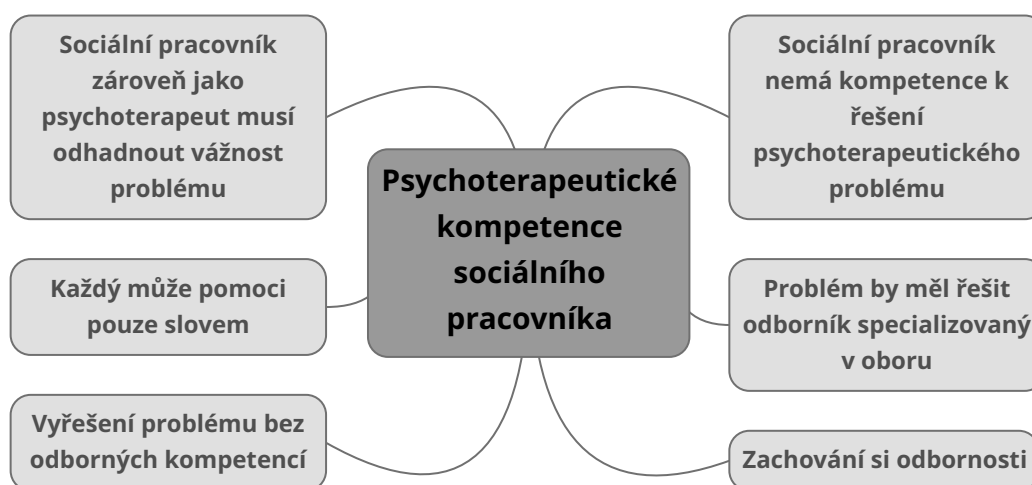 Sociální pracovník
zároveň jako
psychoterapeut musí
odhadnout vážnost
problému
Každý může pomoci
pouze slovem
Vyřešení problému bez
odborných kompetencí
Psychoterapeutické
kompetence
sociálního
pracovníka
Sociální pracovník
nemá kompetence k
řešení
psychoterapeutického
problému
Problém by měl řešit
odborník specializovaný
v oboru
Zachování si odbornosti